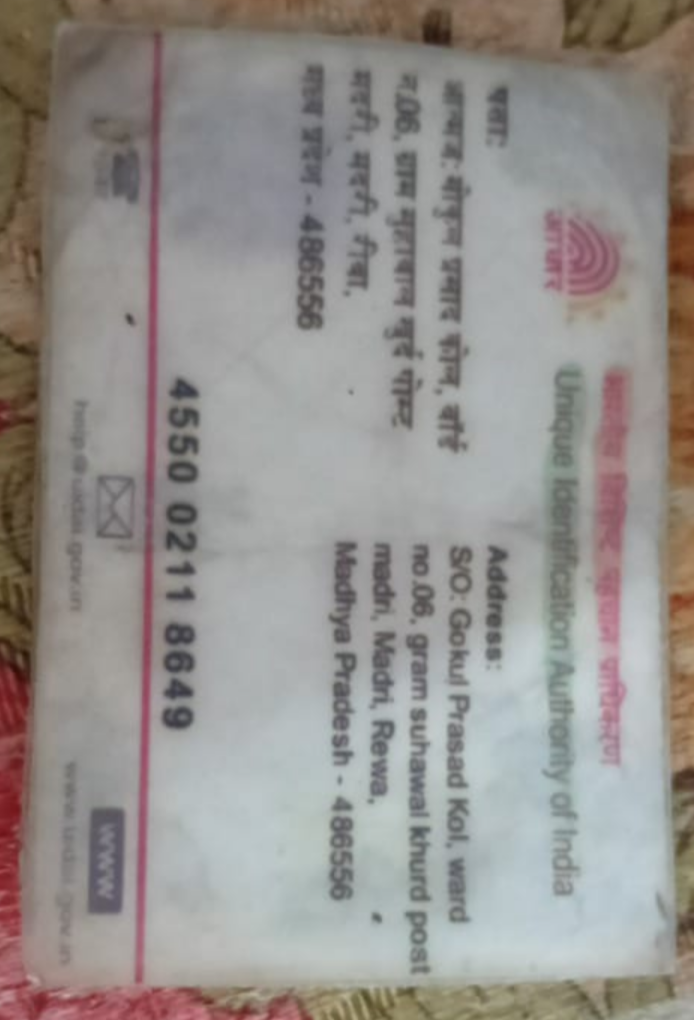 भारतीय विशिष्ट पहचान प्राधिकरण
Unique Identification Authority of India
आधार
पता:
आत्मज: गोकुल प्रसाद कोल, वार्ड
न.06, ग्राम सुहावल खुर्द पोस्ट
मदरी, मदरी, रीवा,
मध्य प्रदेश - 486556
Address:
S/O: Gokul Prasad Kol, ward
no.06, gram suhawal khurd post
madri, Madri, Rewa,
Madhya Pradesh - 486556
4550 0211 8649
help@uidai.gov.in
www
www.uidai.gov.in